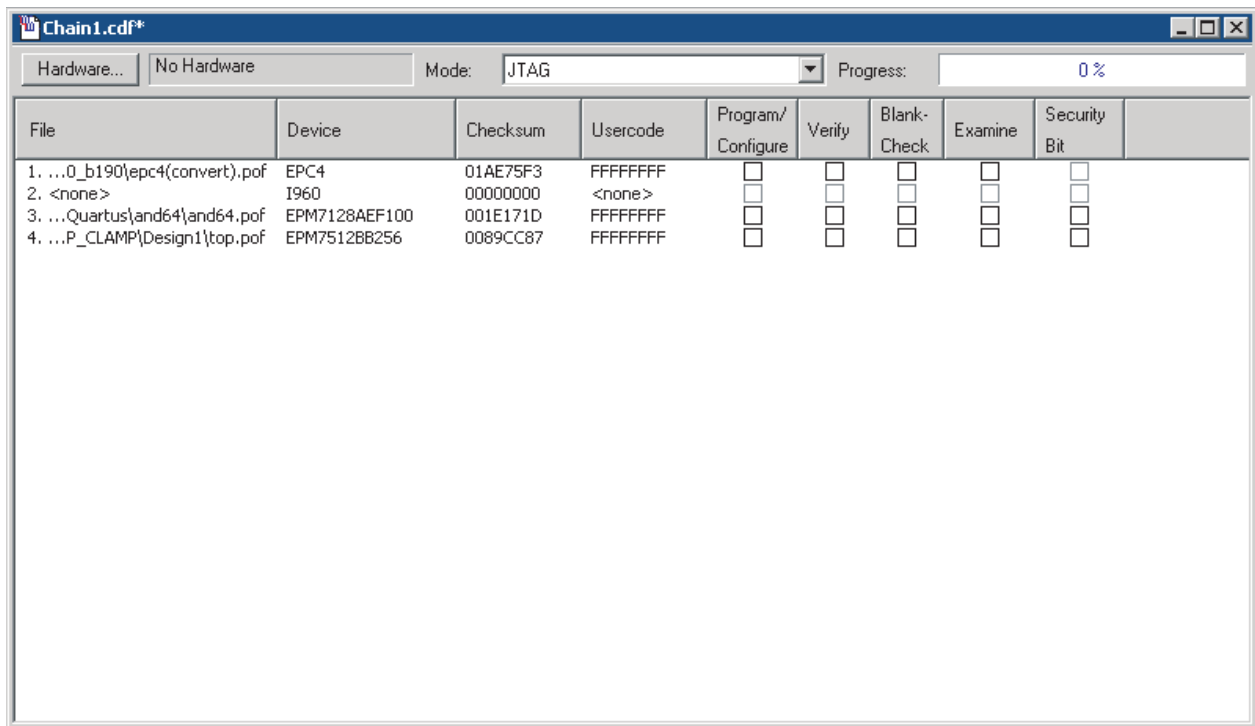 Chain1.cdf*
Hardware... No Hardware Mode: JTAG Progress: 0 %
File Device Checksum Usercode Program/ Configure Verify Blank- Check Examine Security Bit
1. ...0_b190\epc4(convert).pof EPC4 01AE75F3 FFFFFFFF
2. <none> I960 00000000 <none>
3. ...Quartus\and64\and64.pof EPM7128AEF100 001E171D FFFFFFFF
4. ...P_CLAMP\Design1\top.pof EPM7512BB256 0089CC87 FFFFFFFF